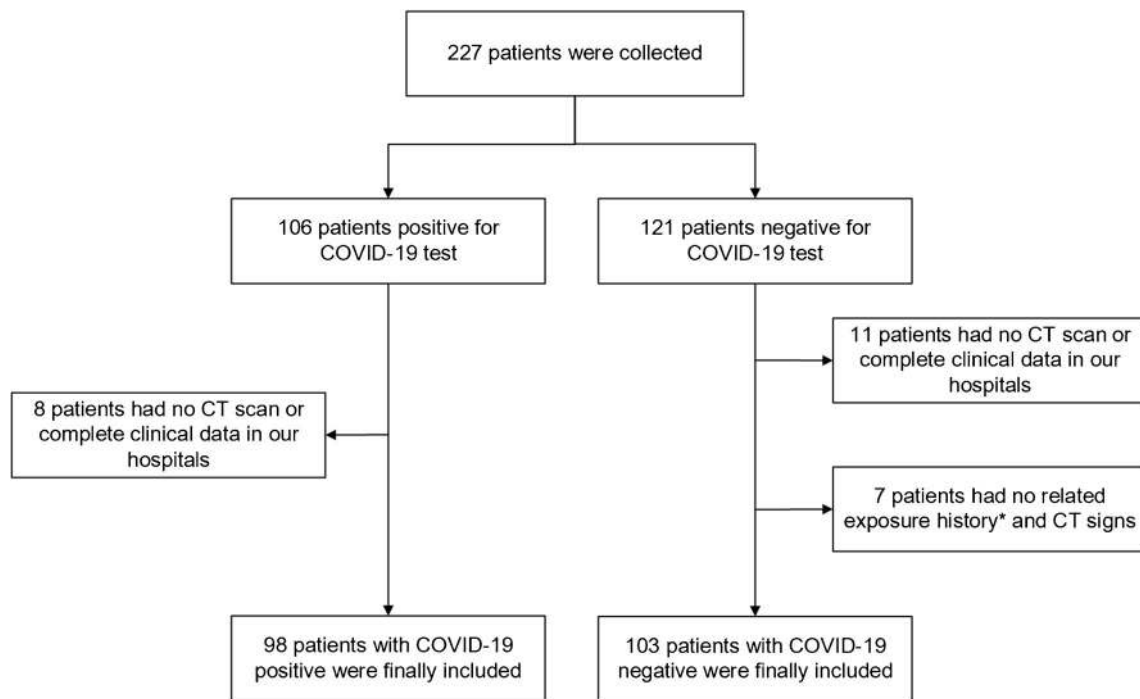 227 patients were collected
106 patients positive for
COVID-19 test
121 patients negative for
COVID-19 test
11 patients had no CT scan or
complete clinical data in our
hospitals
8 patients had no CT scan or
complete clinical data in our
hospitals
7 patients had no related
exposure history* and CT signs
98 patients with COVID-19
positive were finally included
103 patients with COVID-19
negative were finally included